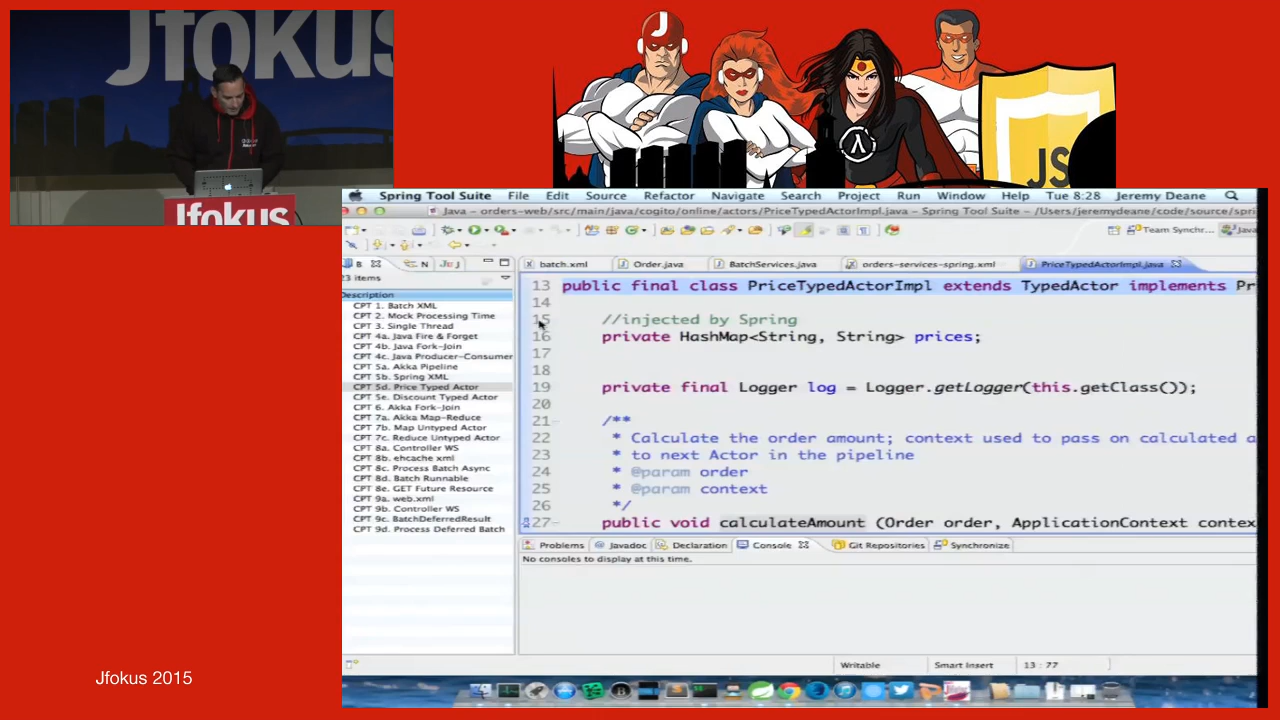 Jfokus
Jfokus
J
JS
Spring Tool Suite File Edit Source Refactor Navigate Search Project Run Window Help Tue 8:28 Jeremy Deane
Java – orders-web/src/main/java/cogito/online/actors/PriceTypedActorImpl.java – Spring Tool Suite – /Users/jeremydeane/code/source/spri
Team Synchr... Java
B N Ju J
batch.xml Order.java BatchServices.java orders-services-spring.xml PriceTypedActorImpl.java
23 items
Description
CPT 1. Batch XML
CPT 2. Mock Processing Time
CPT 3. Single Thread
CPT 4a. Java Fire & Forget
CPT 4b. Java Fork-Join
CPT 4c. Java Producer-Consumer
CPT 5a. Akka Pipeline
CPT 5b. Spring XML
CPT 5d. Price Typed Actor
CPT 5e. Discount Typed Actor
CPT 6. Akka Fork-Join
CPT 7a. Akka Map-Reduce
CPT 7b. Map Untyped Actor
CPT 7c. Reduce Untyped Actor
CPT 8a. Controller WS
CPT 8b. ehcache xml
CPT 8c. Process Batch Async
CPT 8d. Batch Runnable
CPT 8e. GET Future Resource
CPT 9a. web.xml
CPT 9b. Controller WS
CPT 9c. BatchDeferredResult
CPT 9d. Process Deferred Batch
13 public final class PriceTypedActorImpl extends TypedActor implements Pr
14
15 //injected by Spring
16 private HashMap<String, String> prices;
17
18
19 private final Logger log = Logger.getLogger(this.getClass());
20
21 /**
22 * Calculate the order amount; context used to pass on calculated a
23 * to next Actor in the pipeline
24 * @param order
25 * @param context
26 */
27 public void calculateAmount (Order order, ApplicationContext contex
Problems Javadoc Declaration Console Git Repositories Synchronize
No consoles to display at this time.
Writable Smart Insert 13 : 77
Jfokus 2015